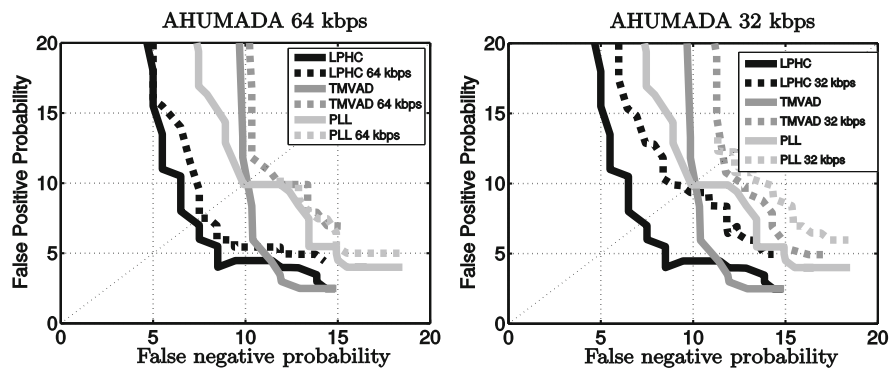 AHUMADA 64 kbps
False Positive Probability
20
15
10
5
0
0 5 10 15 20
False negative probability
LPHC
LPHC 64 kbps
TMVAD
TMVAD 64 kbps
PLL
PLL 64 kbps
AHUMADA 32 kbps
False Positive Probability
20
15
10
5
0
0 5 10 15 20
False negative probability
LPHC
LPHC 32 kbps
TMVAD
TMVAD 32 kbps
PLL
PLL 32 kbps